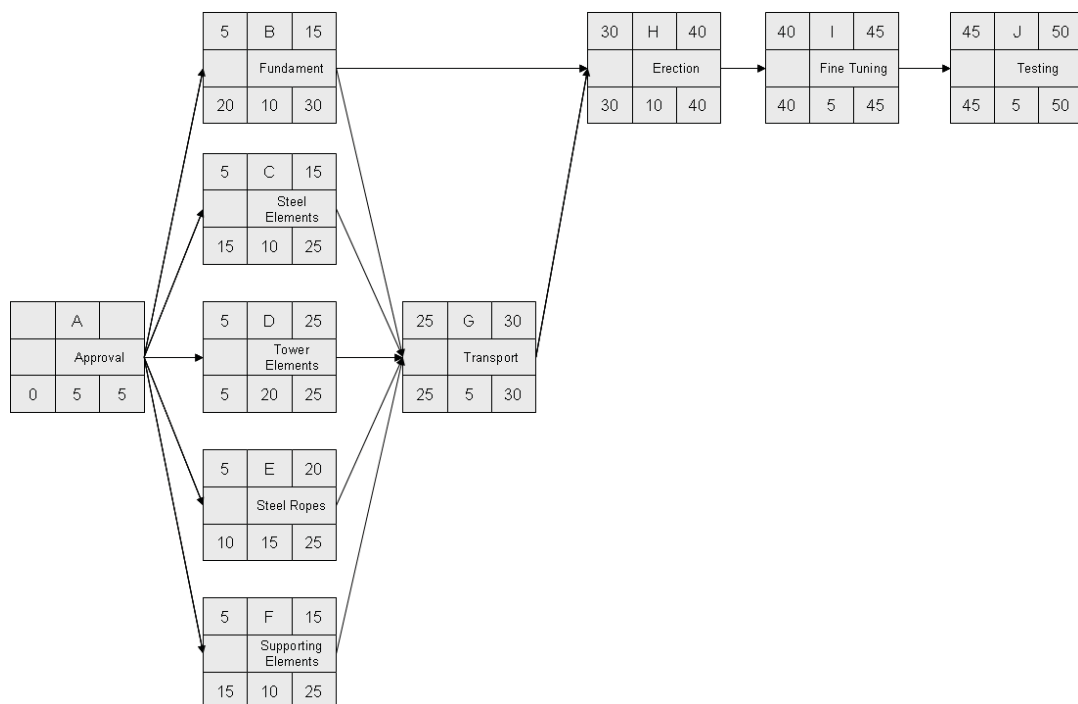 5 B 15
Fundament
20 10 30
30 H 40
Erection
30 10 40
40 I 45
Fine Tuning
40 5 45
45 J 50
Testing
45 5 50
5 C 15
Steel
Elements
15 10 25
A
Approval
0 5 5
5 D 25
Tower
Elements
5 20 25
25 G 30
Transport
25 5 30
5 E 20
Steel Ropes
10 15 25
5 F 15
Supporting
Elements
15 10 25